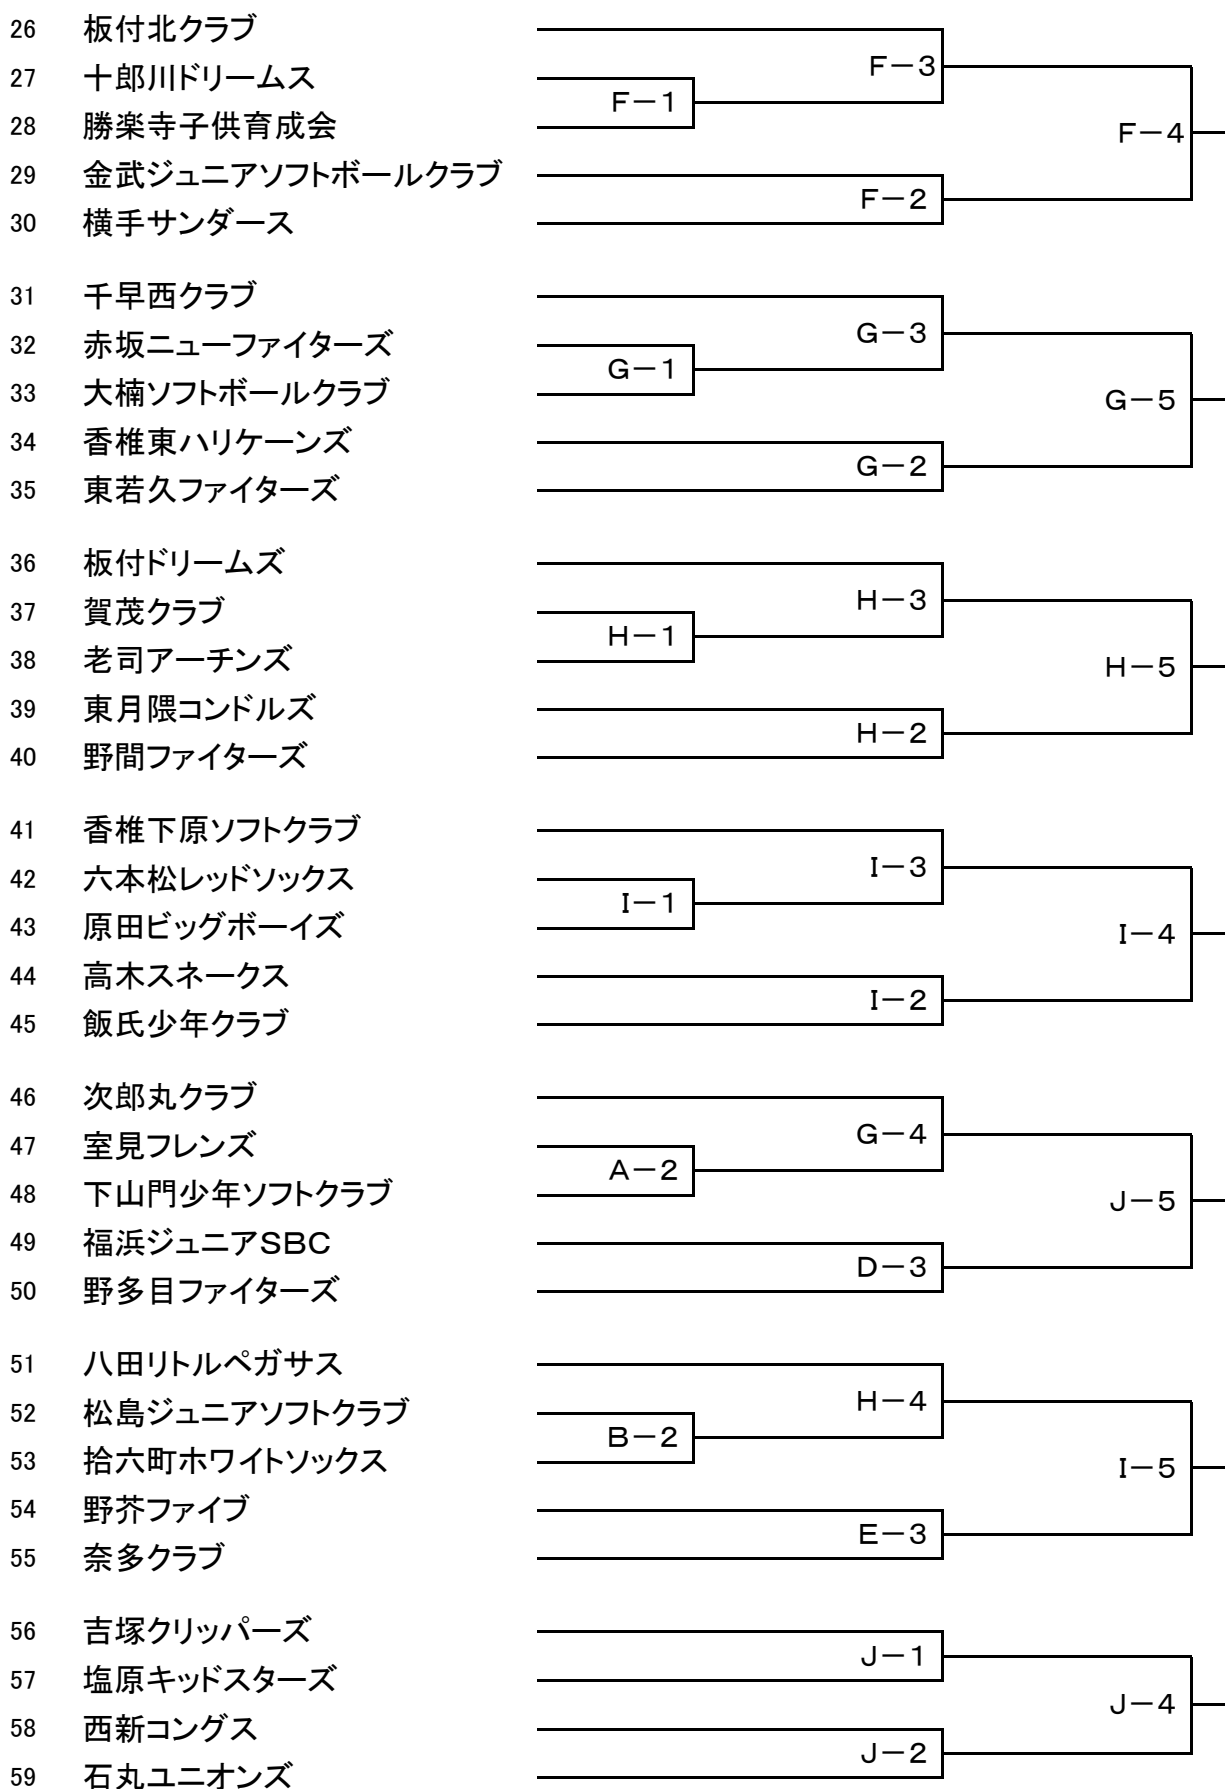 26 板付北クラブ
F－3
27 十郎川ドリームス
F－1
28 勝楽寺子供育成会
F－4
29 金武ジュニアソフトボールクラブ
F－2
30 横手サンダース
31 千早西クラブ
G－3
32 赤坂ニューファイターズ
G－1
33 大楠ソフトボールクラブ
G－5
34 香椎東ハリケーンズ
G－2
35 東若久ファイターズ
36 板付ドリームズ
H－3
37 賀茂クラブ
H－1
38 老司アーチンズ
H－5
39 東月隈コンドルズ
H－2
40 野間ファイターズ
41 香椎下原ソフトクラブ
I－3
42 六本松レッドソックス
I－1
43 原田ビッグボーイズ
I－4
44 高木スネークス
I－2
45 飯氏少年クラブ
46 次郎丸クラブ
G－4
47 室見フレンズ
A－2
48 下山門少年ソフトクラブ
J－5
49 福浜ジュニアSBC
D－3
50 野多目ファイターズ
51 八田リトルペガサス
H－4
52 松島ジュニアソフトクラブ
B－2
53 拾六町ホワイトソックス
I－5
54 野芥ファイブ
E－3
55 奈多クラブ
56 吉塚クリッパーズ
J－1
57 塩原キッドスターズ
J－4
58 西新コングス
J－2
59 石丸ユニオンズ